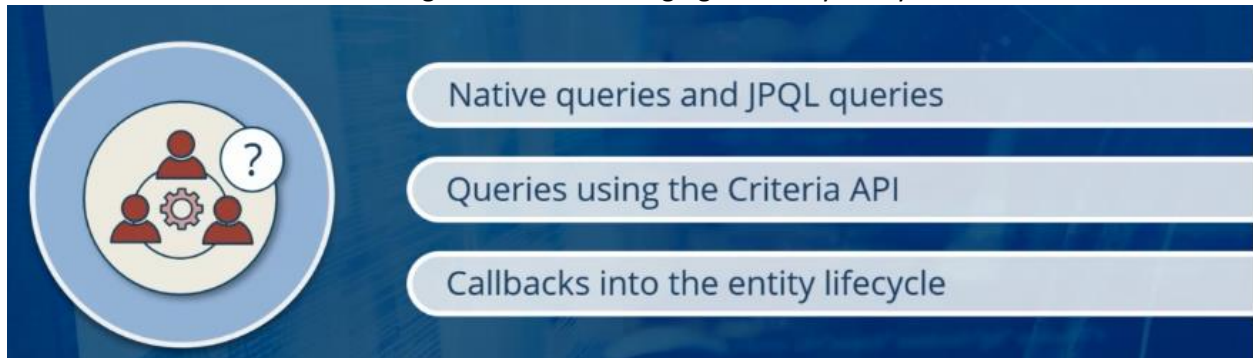 ?
Native queries and JPQL queries
Queries using the Criteria API
Callbacks into the entity lifecycle